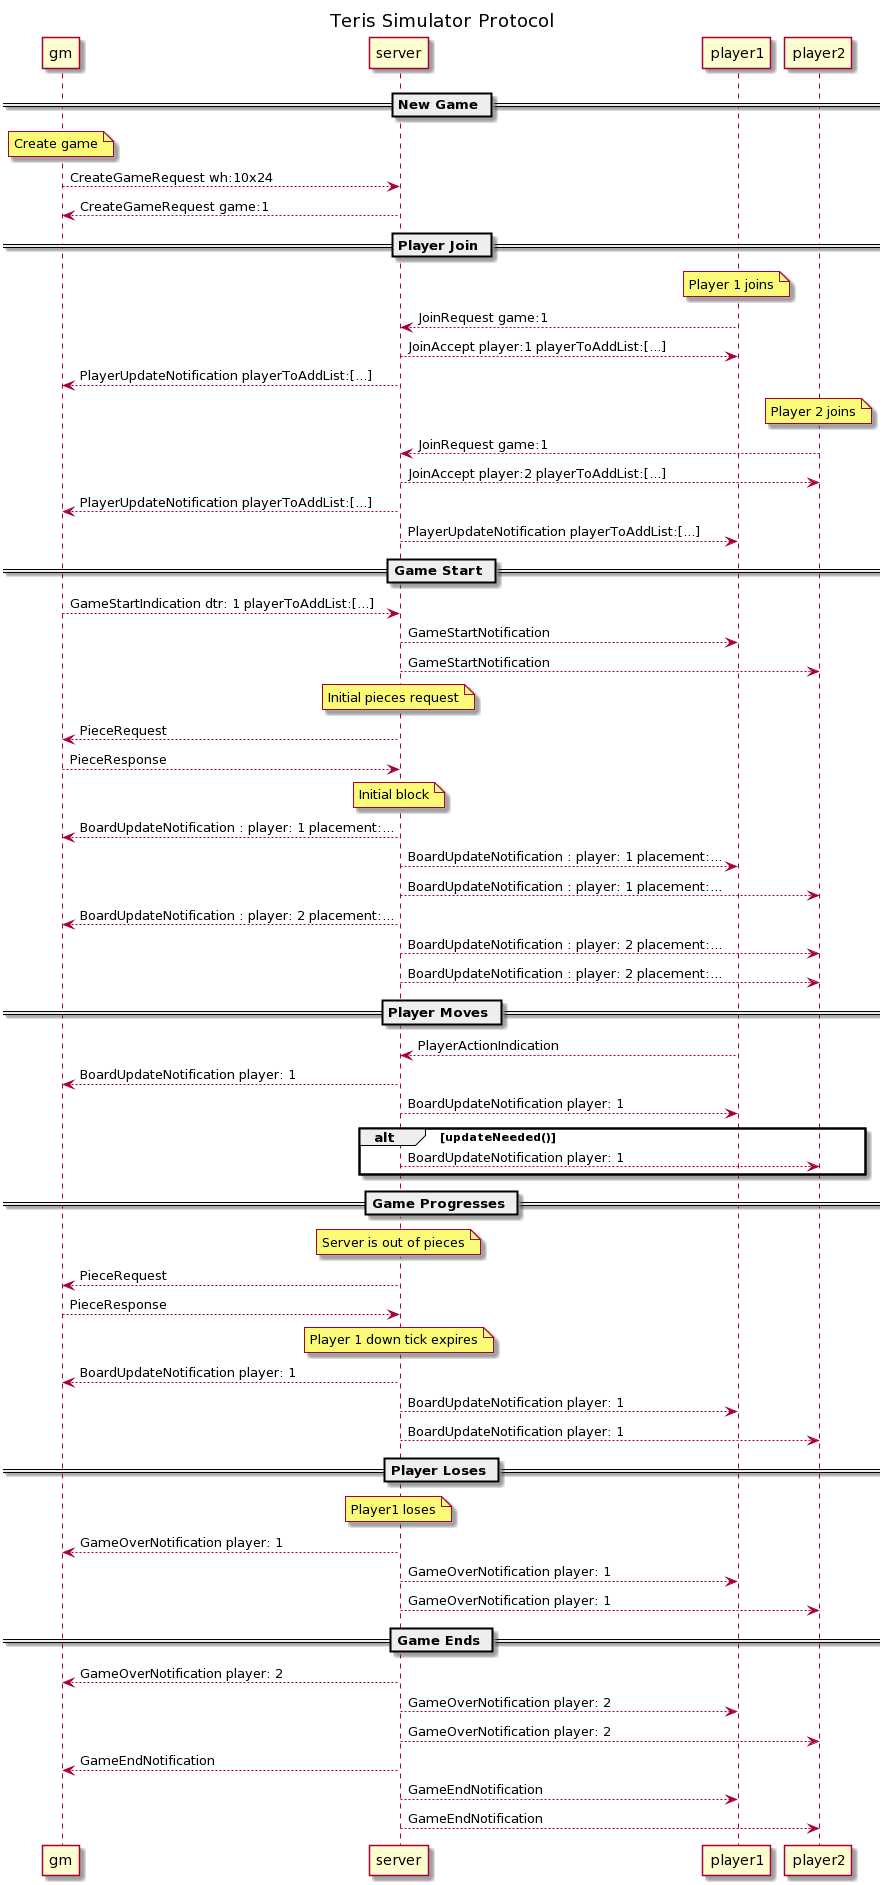 Teris Simulator Protocol
gm
server
player1
player2
New Game
Create game
CreateGameRequest wh:10x24
CreateGameRequest game:1
Player Join
Player 1 joins
JoinRequest game:1
JoinAccept player:1 playerToAddList:[...]
PlayerUpdateNotification playerToAddList:[...]
Player 2 joins
JoinRequest game:1
JoinAccept player:2 playerToAddList:[...]
PlayerUpdateNotification playerToAddList:[...]
PlayerUpdateNotification playerToAddList:[...]
Game Start
GameStartIndication dtr: 1 playerToAddList:[...]
GameStartNotification
GameStartNotification
Initial pieces request
PieceRequest
PieceResponse
Initial block
BoardUpdateNotification : player: 1 placement:...
BoardUpdateNotification : player: 1 placement:...
BoardUpdateNotification : player: 1 placement:...
BoardUpdateNotification : player: 2 placement:...
BoardUpdateNotification : player: 2 placement:...
BoardUpdateNotification : player: 2 placement:...
Player Moves
PlayerActionIndication
BoardUpdateNotification player: 1
BoardUpdateNotification player: 1
alt [updateNeeded()]
BoardUpdateNotification player: 1
Game Progresses
Server is out of pieces
PieceRequest
PieceResponse
Player 1 down tick expires
BoardUpdateNotification player: 1
BoardUpdateNotification player: 1
BoardUpdateNotification player: 1
Player Loses
Player1 loses
GameOverNotification player: 1
GameOverNotification player: 1
GameOverNotification player: 1
Game Ends
GameOverNotification player: 2
GameOverNotification player: 2
GameOverNotification player: 2
GameEndNotification
GameEndNotification
GameEndNotification
gm
server
player1
player2